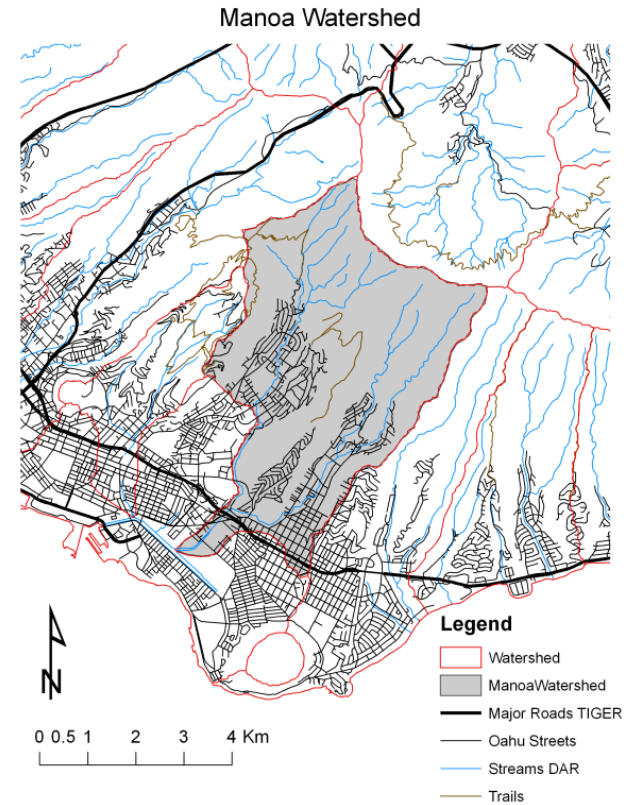 Manoa Watershed
Legend
Watershed
ManoaWatershed
Major Roads TIGER
Oahu Streets
Streams DAR
Trails
N
0 0.5 1 2 3 4 Km